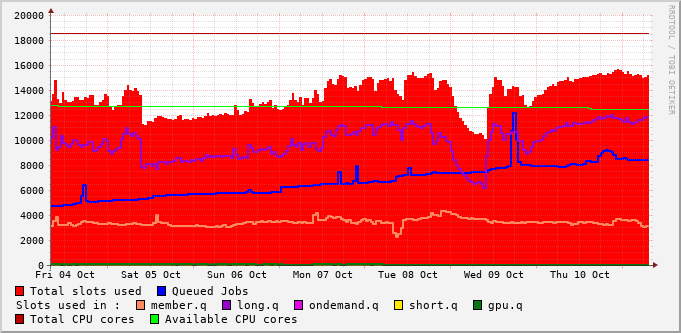 20000
18000
16000
14000
12000
10000
8000
6000
4000
2000
0
Fri 04 Oct Sat 05 Oct Sun 06 Oct Mon 07 Oct Tue 08 Oct Wed 09 Oct Thu 10 Oct
RRDTOOL / TOBI OETIKER
Total slots used Queued Jobs
Slots used in : member.q long.q ondemand.q short.q gpu.q
Total CPU cores Available CPU cores